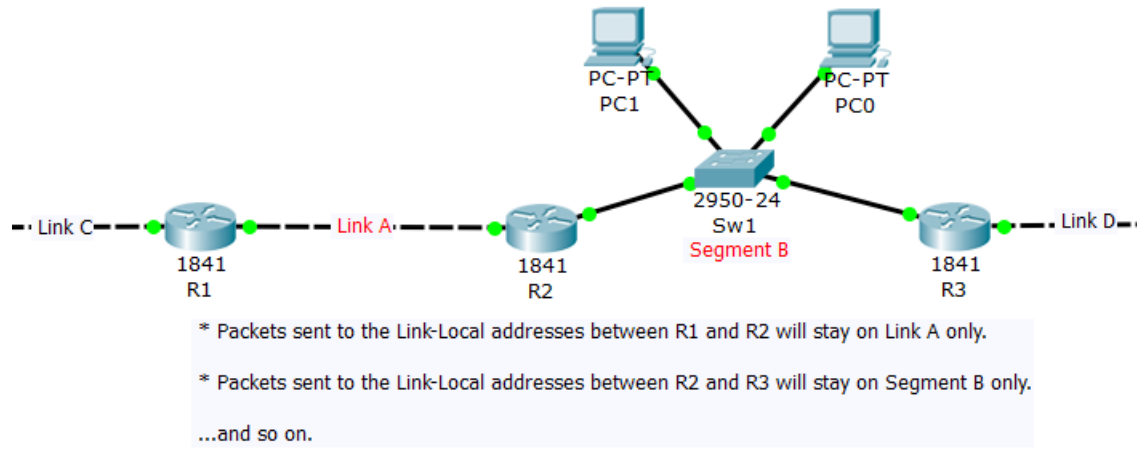 PC-PT
PC1
PC-PT
PC0
2950-24
Sw1
Segment B
Link C
1841
R1
Link A
1841
R2
1841
R3
Link D
* Packets sent to the Link-Local addresses between R1 and R2 will stay on Link A only.
* Packets sent to the Link-Local addresses between R2 and R3 will stay on Segment B only.
...and so on.